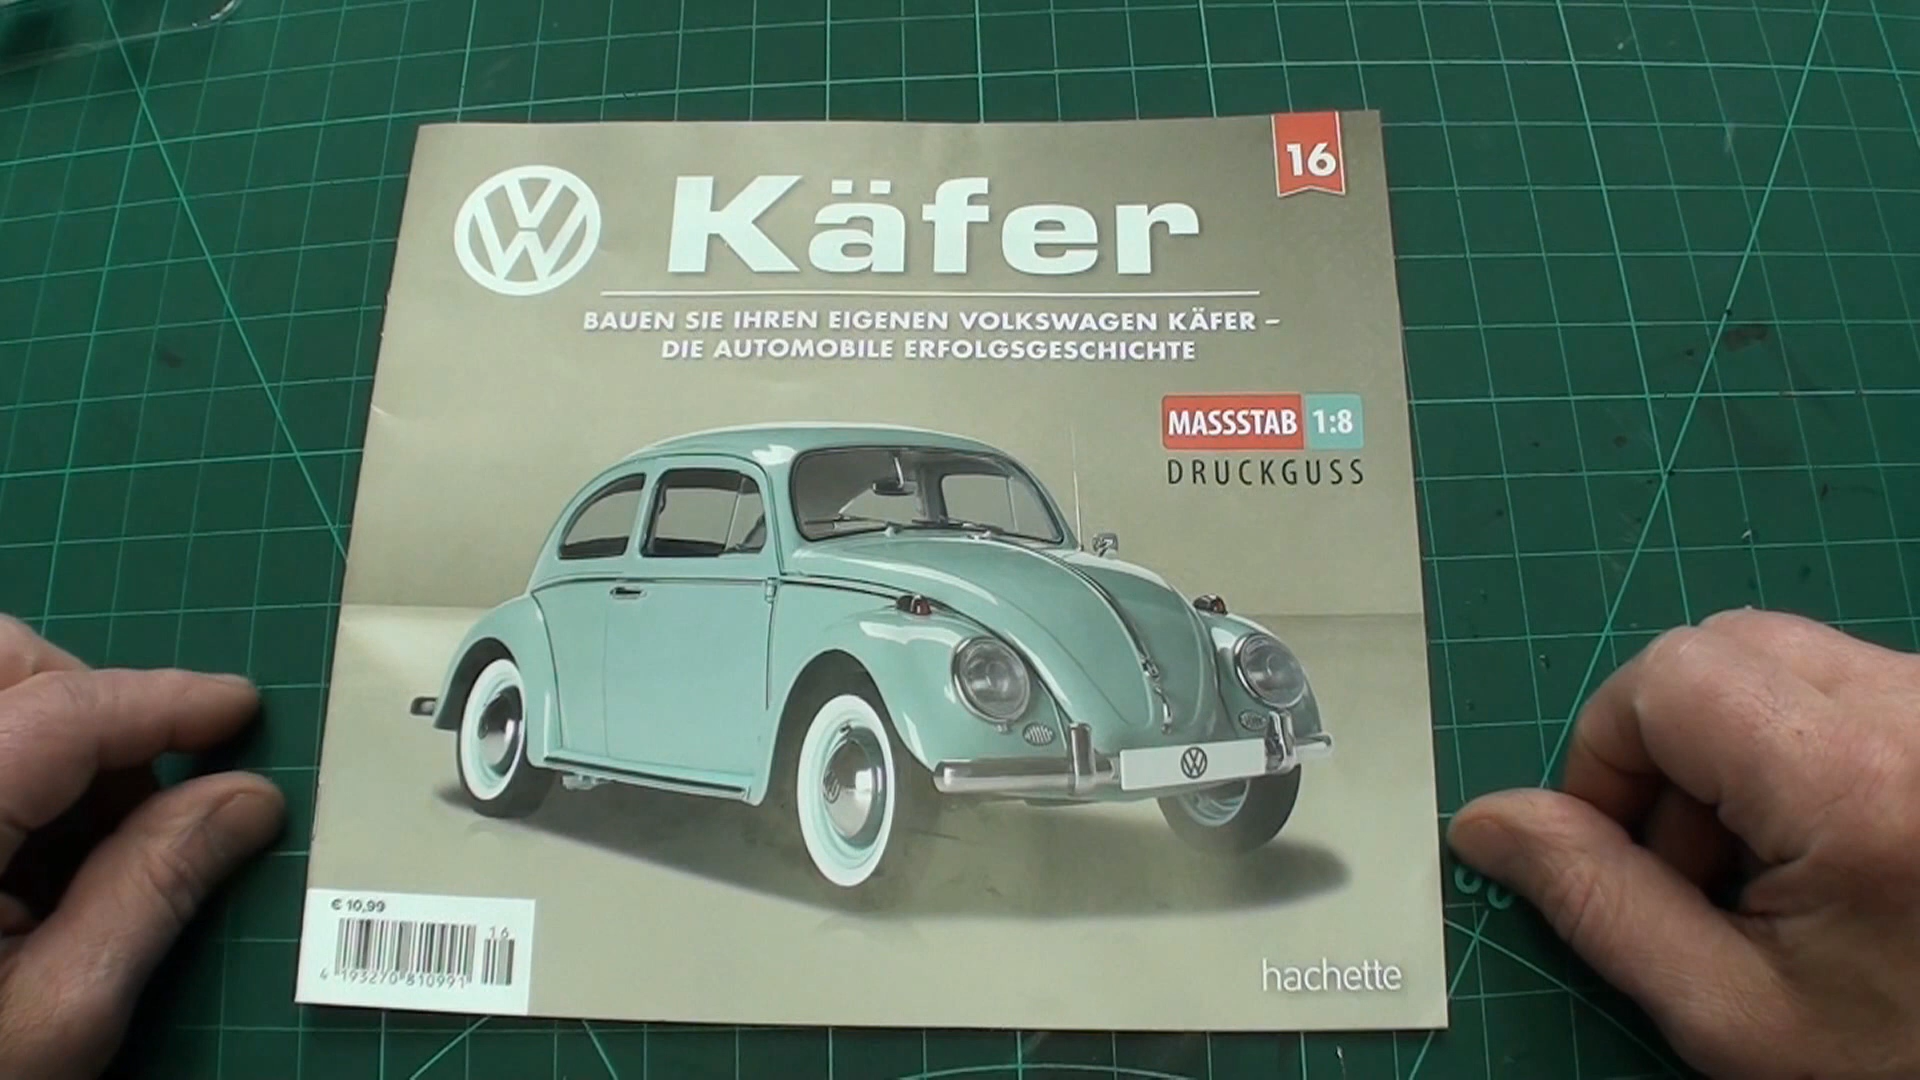 16
Käfer
BAUEN SIE IHREN EIGENEN VOLKSWAGEN KÄFER –
DIE AUTOMOBILE ERFOLGSGESCHICHTE
MASSSTAB 1:8
DRUCKGUSS
€ 10,99
16
4 193270 810991
hachette